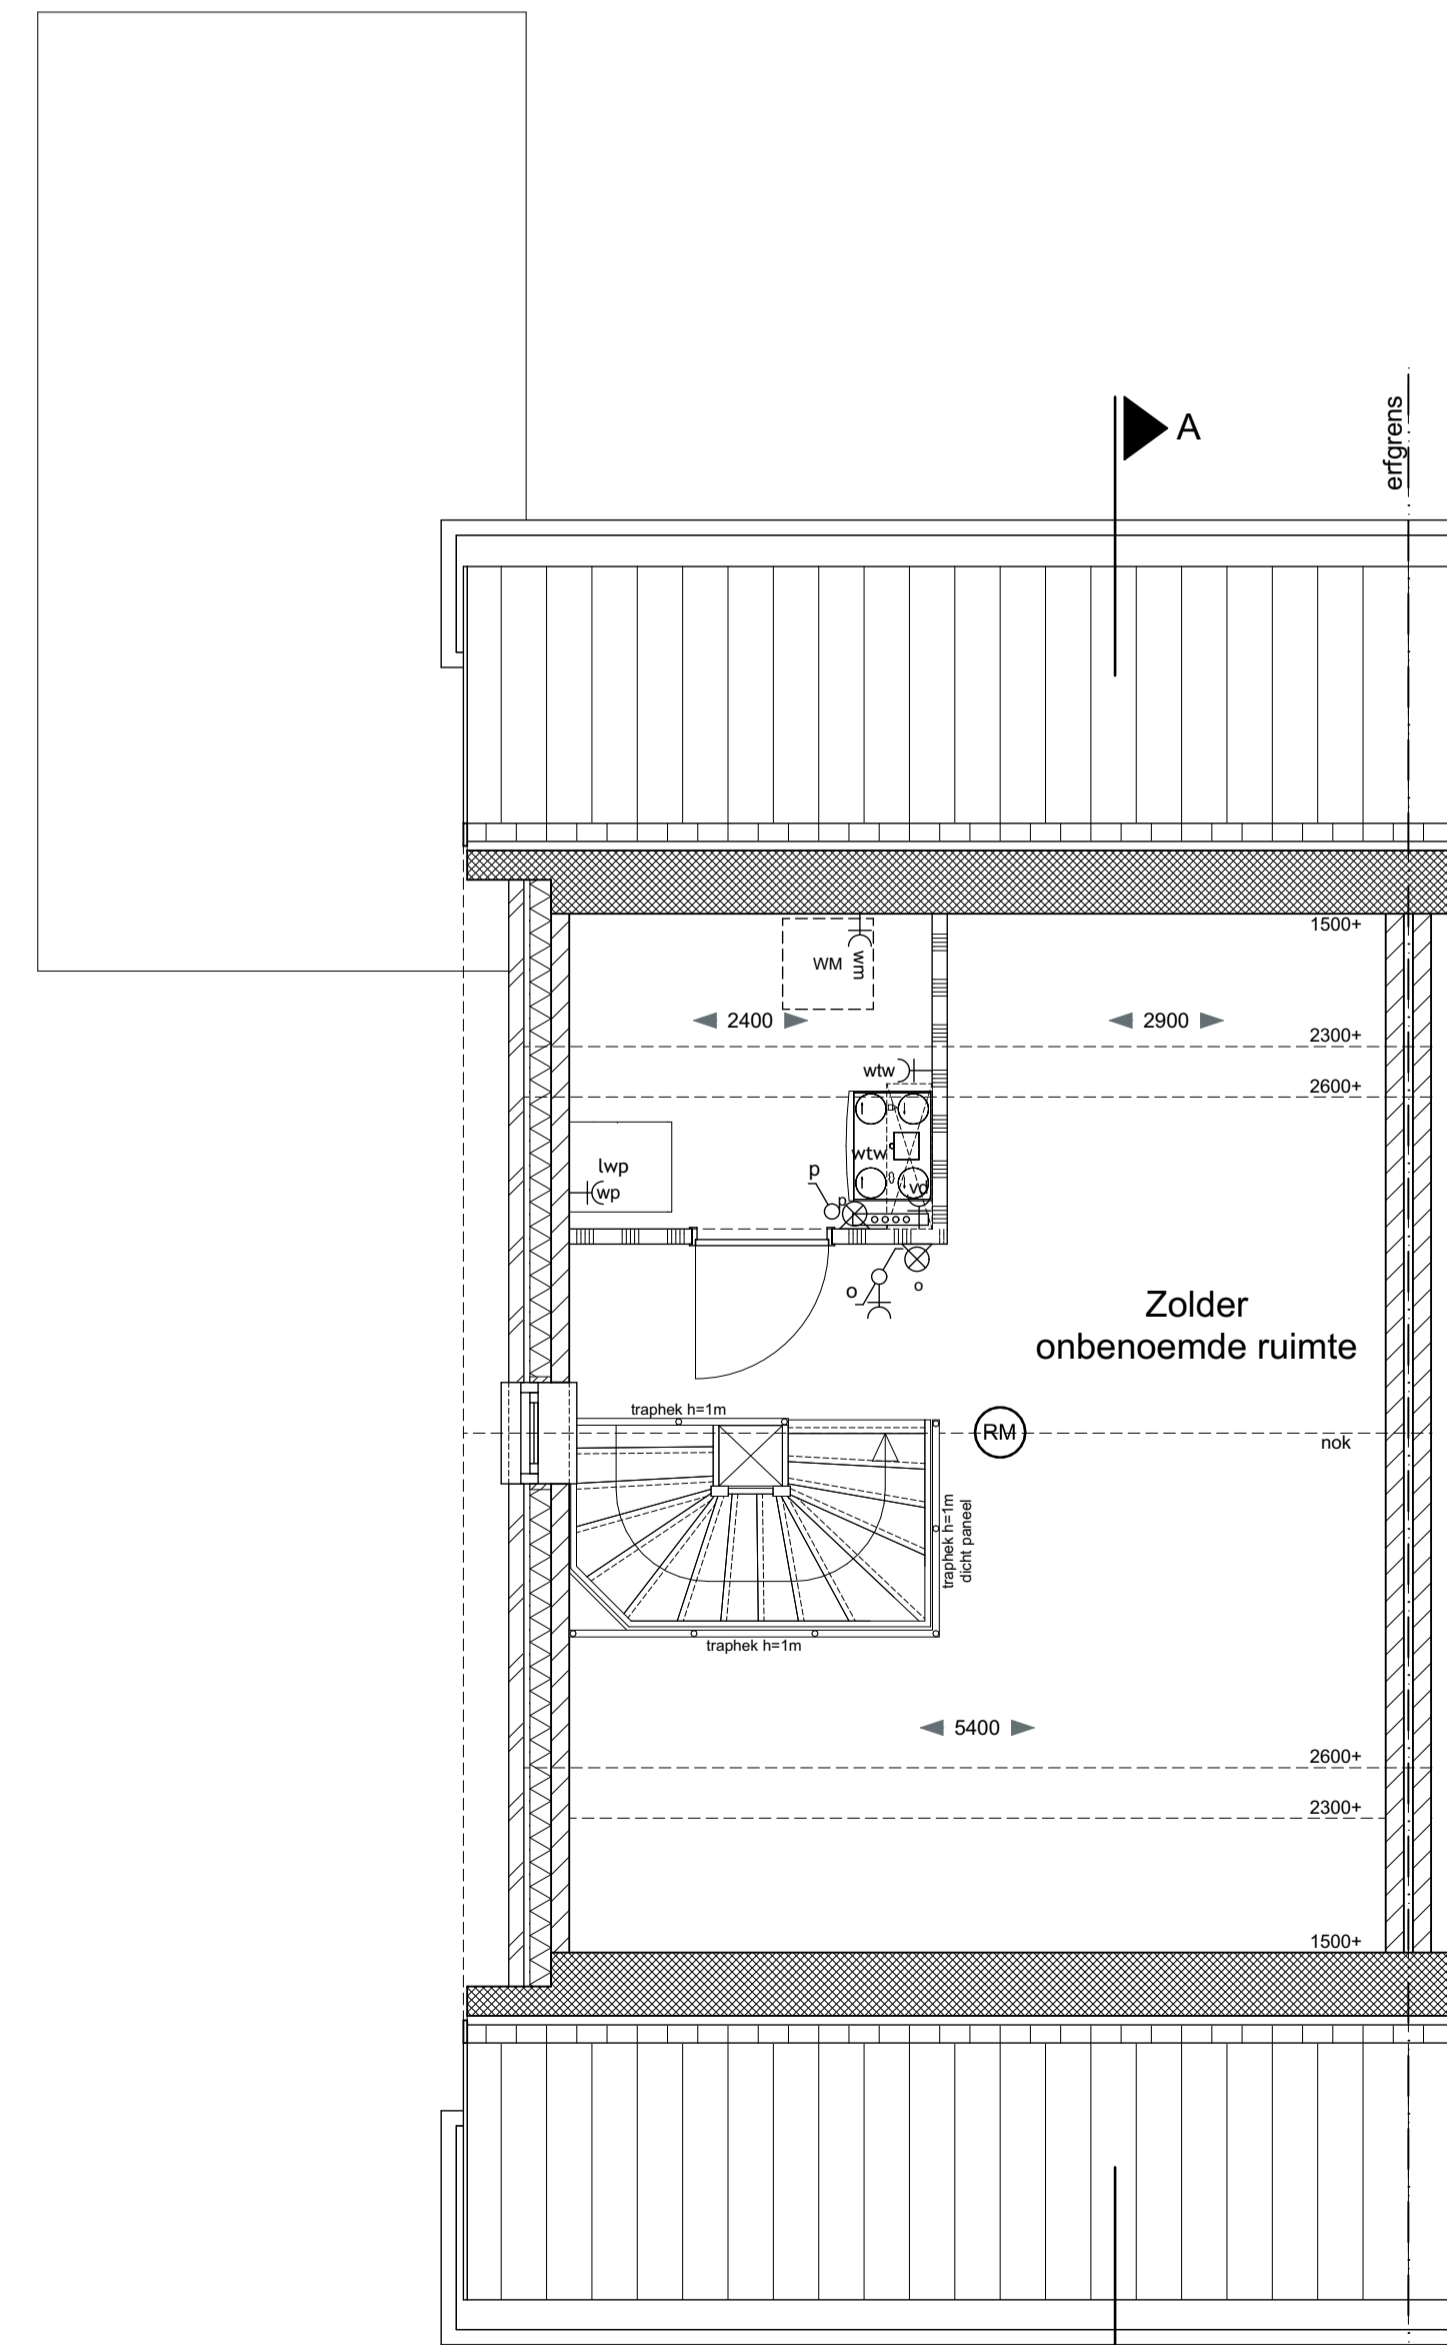 A
erfgrens
1500+
WM
wm
2400
2900
2300+
wtw
2600+
wtw
lwp
wp
p
p
vd
o
o
Zolder
onbenoemde ruimte
traphek h=1m
RM
nok
traphek h=1m
dicht paneel
traphek h=1m
5400
2600+
2300+
1500+